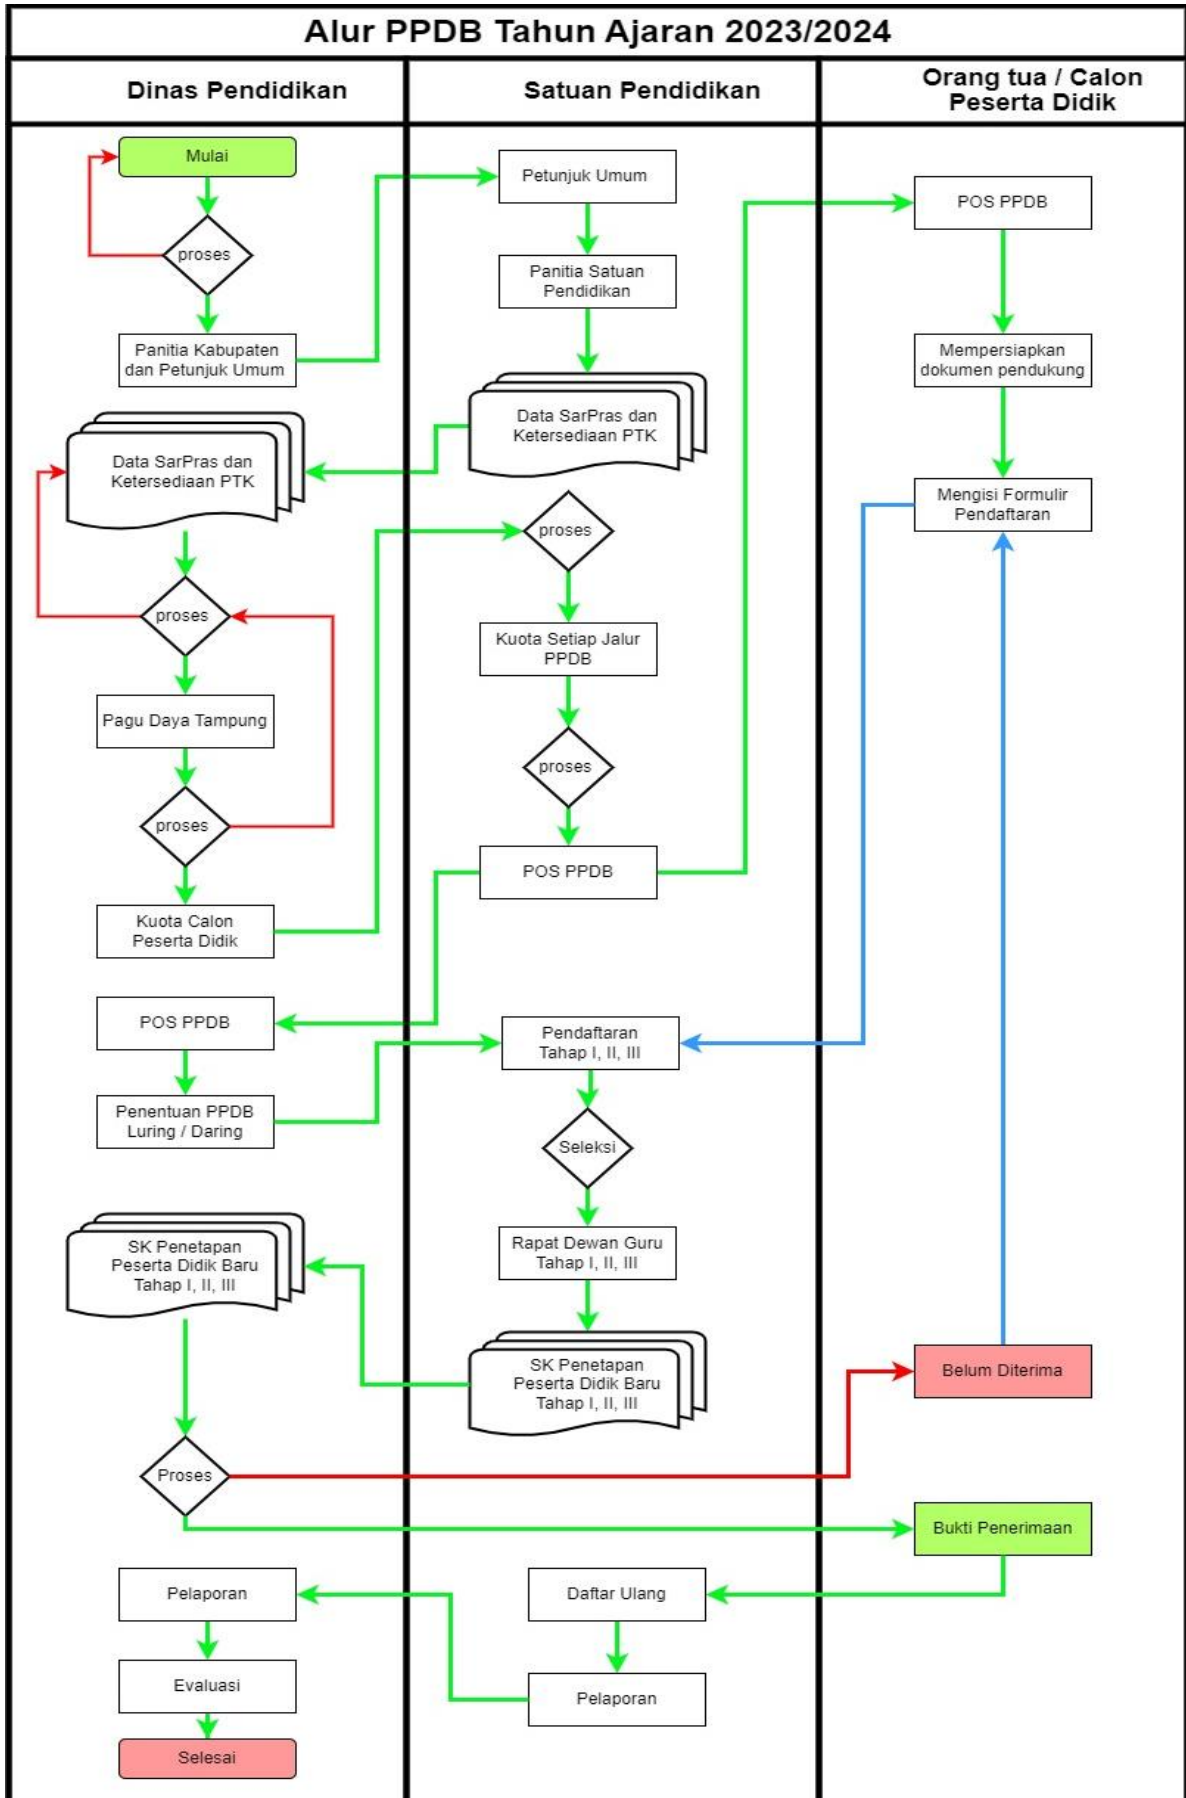 Alur PPDB Tahun Ajaran 2023/2024
Dinas Pendidikan
Satuan Pendidikan
Orang tua / Calon
Peserta Didik
Mulai
proses
Panitia Kabupaten
dan Petunjuk Umum
Data SarPras dan
Ketersediaan PTK
proses
Pagu Daya Tampung
proses
Kuota Calon
Peserta Didik
POS PPDB
Penentuan PPDB
Luring / Daring
SK Penetapan
Peserta Didik Baru
Tahap I, II, III
Proses
Pelaporan
Evaluasi
Selesai
Petunjuk Umum
Panitia Satuan
Pendidikan
Data SarPras dan
Ketersediaan PTK
proses
Kuota Setiap Jalur
PPDB
proses
POS PPDB
Pendaftaran
Tahap I, II, III
Seleksi
Rapat Dewan Guru
Tahap I, II, III
SK Penetapan
Peserta Didik Baru
Tahap I, II, III
Daftar Ulang
Pelaporan
POS PPDB
Mempersiapkan
dokumen pendukung
Mengisi Formulir
Pendaftaran
Belum Diterima
Bukti Penerimaan